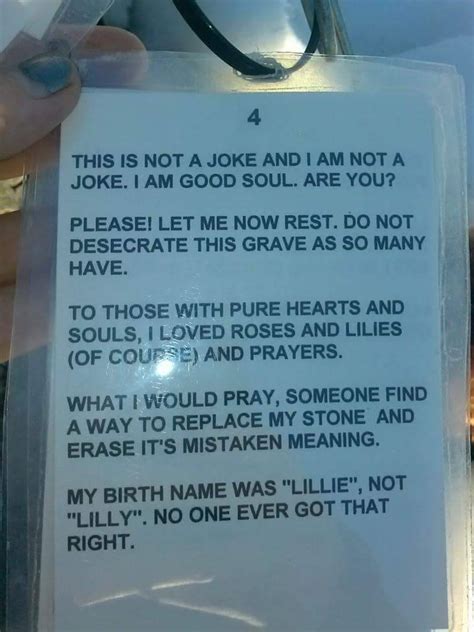 4
THIS IS NOT A JOKE AND I AM NOT A
JOKE. I AM GOOD SOUL. ARE YOU?
PLEASE! LET ME NOW REST. DO NOT
DESECRATE THIS GRAVE AS SO MANY
HAVE.
TO THOSE WITH PURE HEARTS AND
SOULS, I LOVED ROSES AND LILIES
(OF COURSE) AND PRAYERS.
WHAT I WOULD PRAY, SOMEONE FIND
A WAY TO REPLACE MY STONE AND
ERASE IT'S MISTAKEN MEANING.
MY BIRTH NAME WAS "LILLIE", NOT
"LILLY". NO ONE EVER GOT THAT
RIGHT.